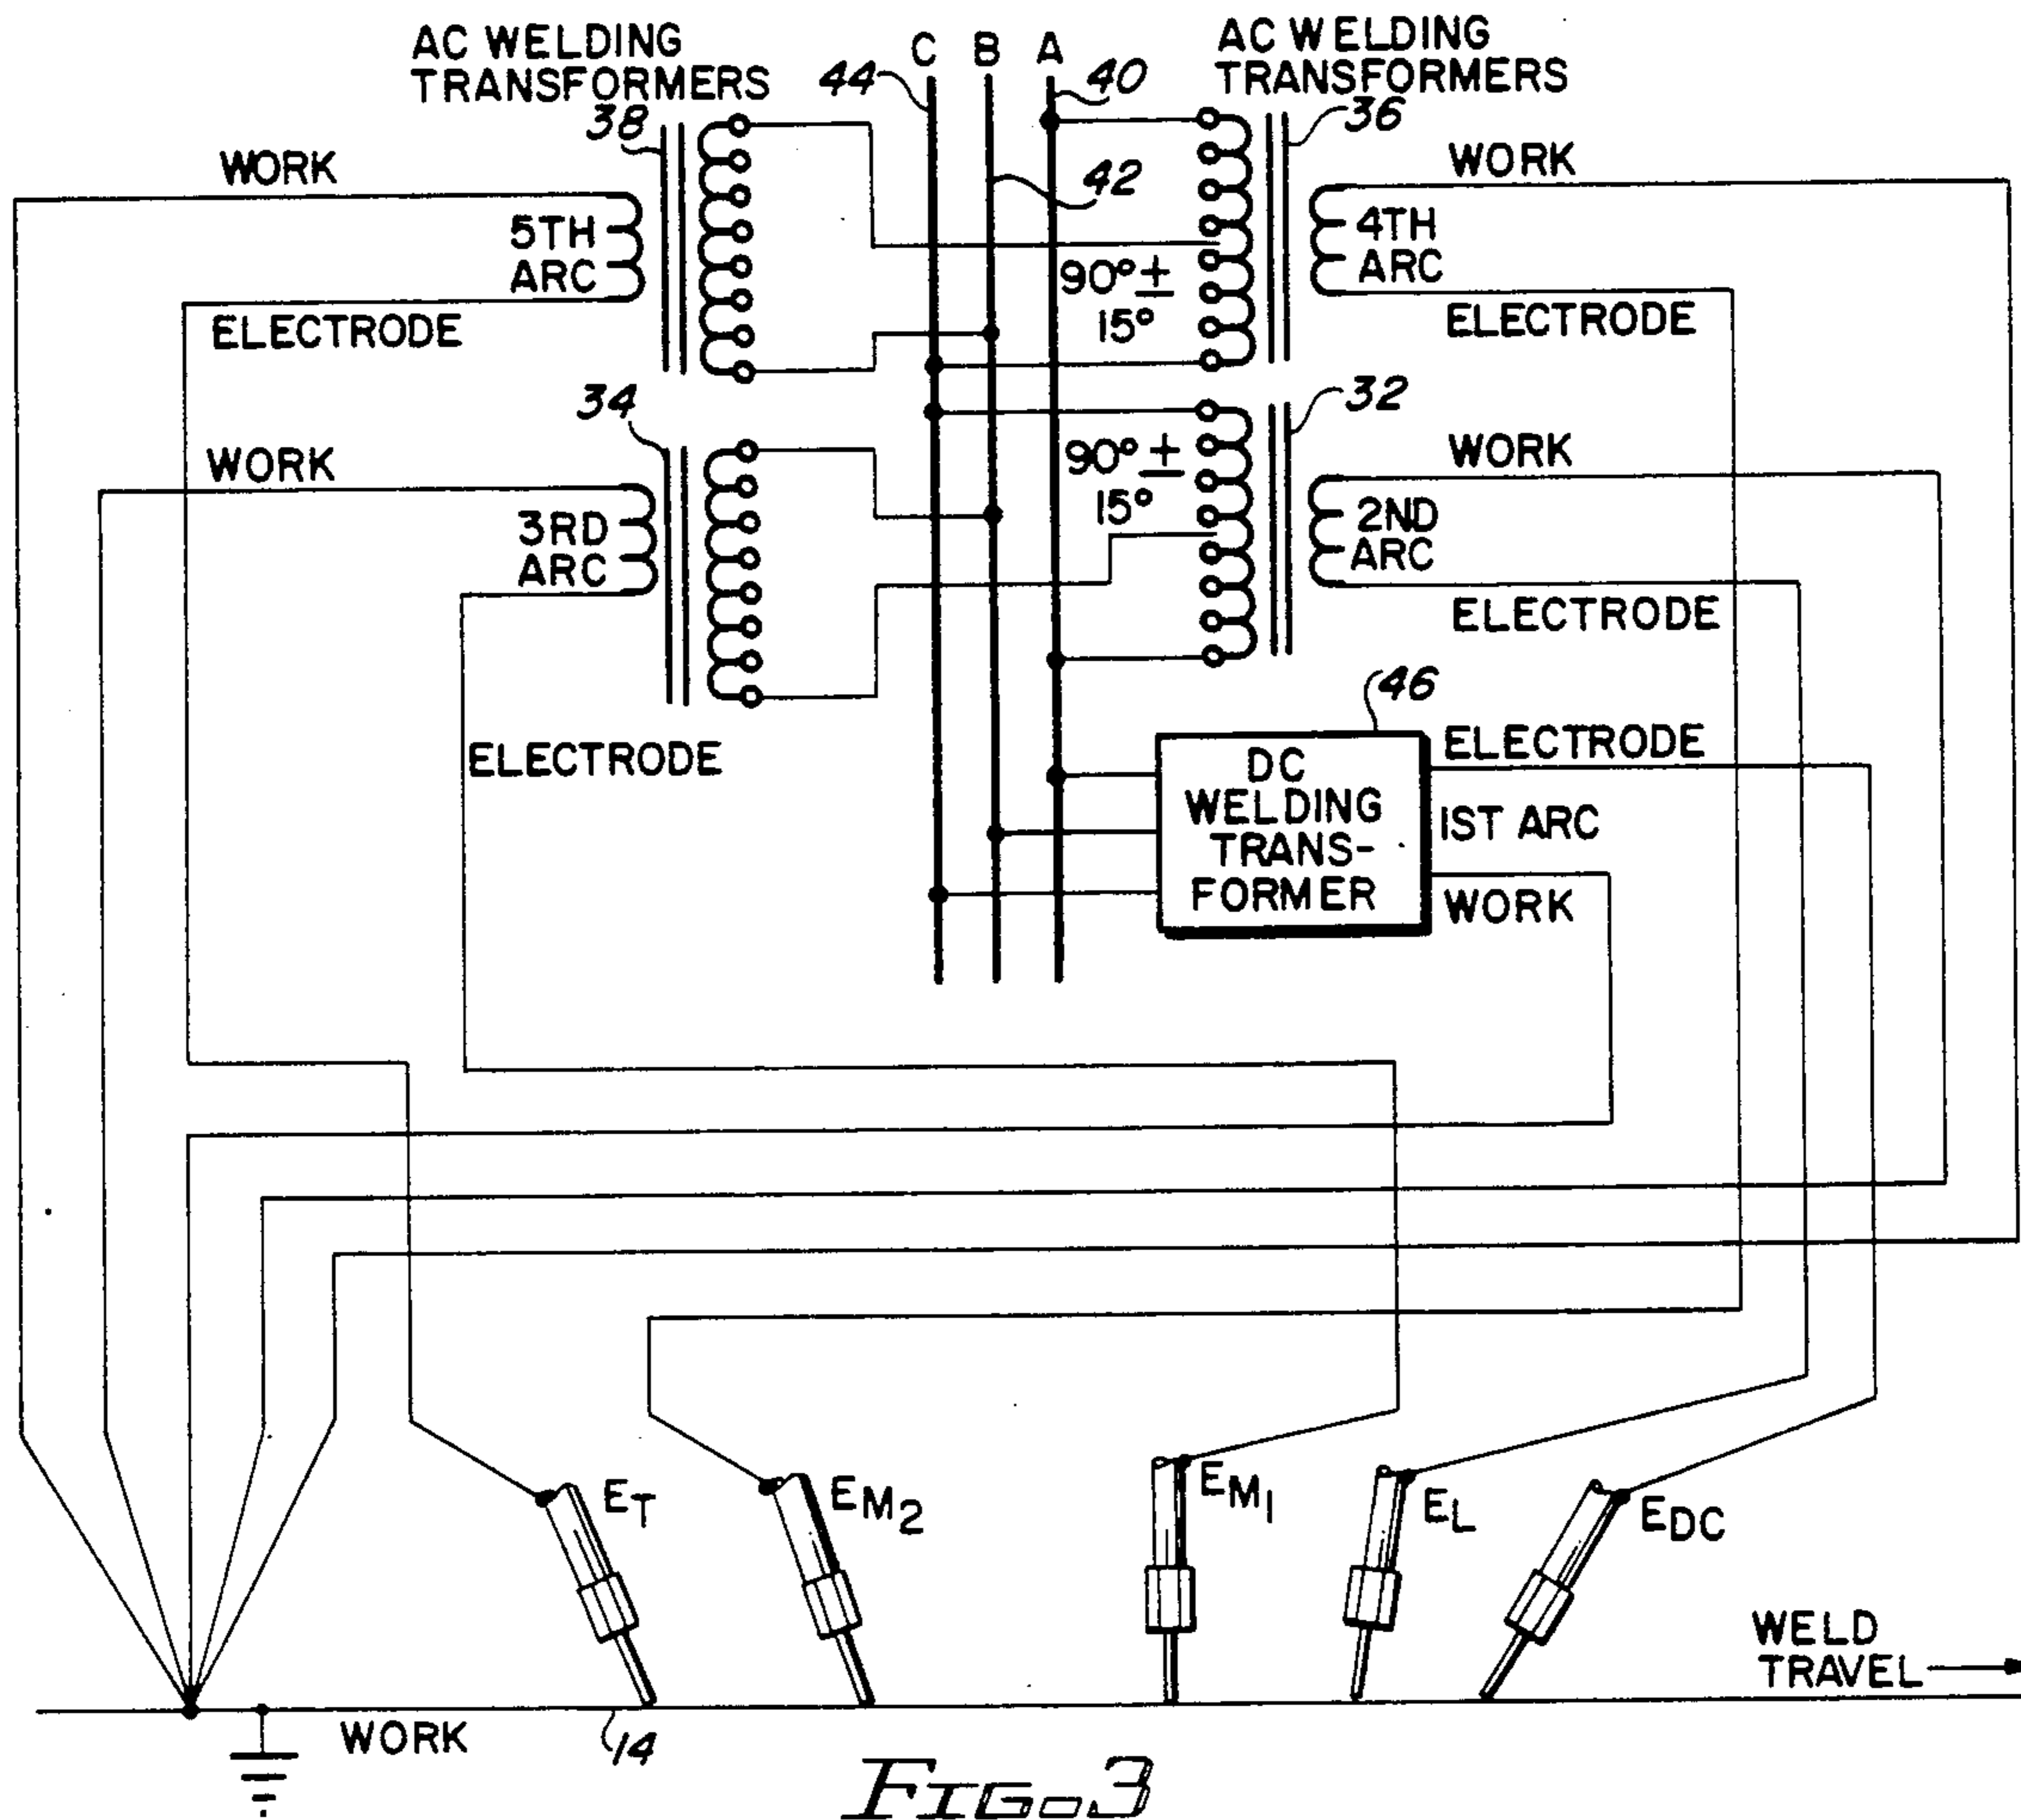 AC WELDING
TRANSFORMERS
C B A
AC WELDING
TRANSFORMERS
44
40
38
36
WORK
WORK
42
5TH
ARC
4TH
ARC
90° ±
15°
ELECTRODE
ELECTRODE
34
32
WORK
WORK
90° ±
15°
3RD
ARC
2ND
ARC
ELECTRODE
46
ELECTRODE
ELECTRODE
DC
WELDING
TRANS-
FORMER
1ST ARC
WORK
ET
EM2
EM1
EL
EDC
WELD
TRAVEL
WORK
14
FIG. 3